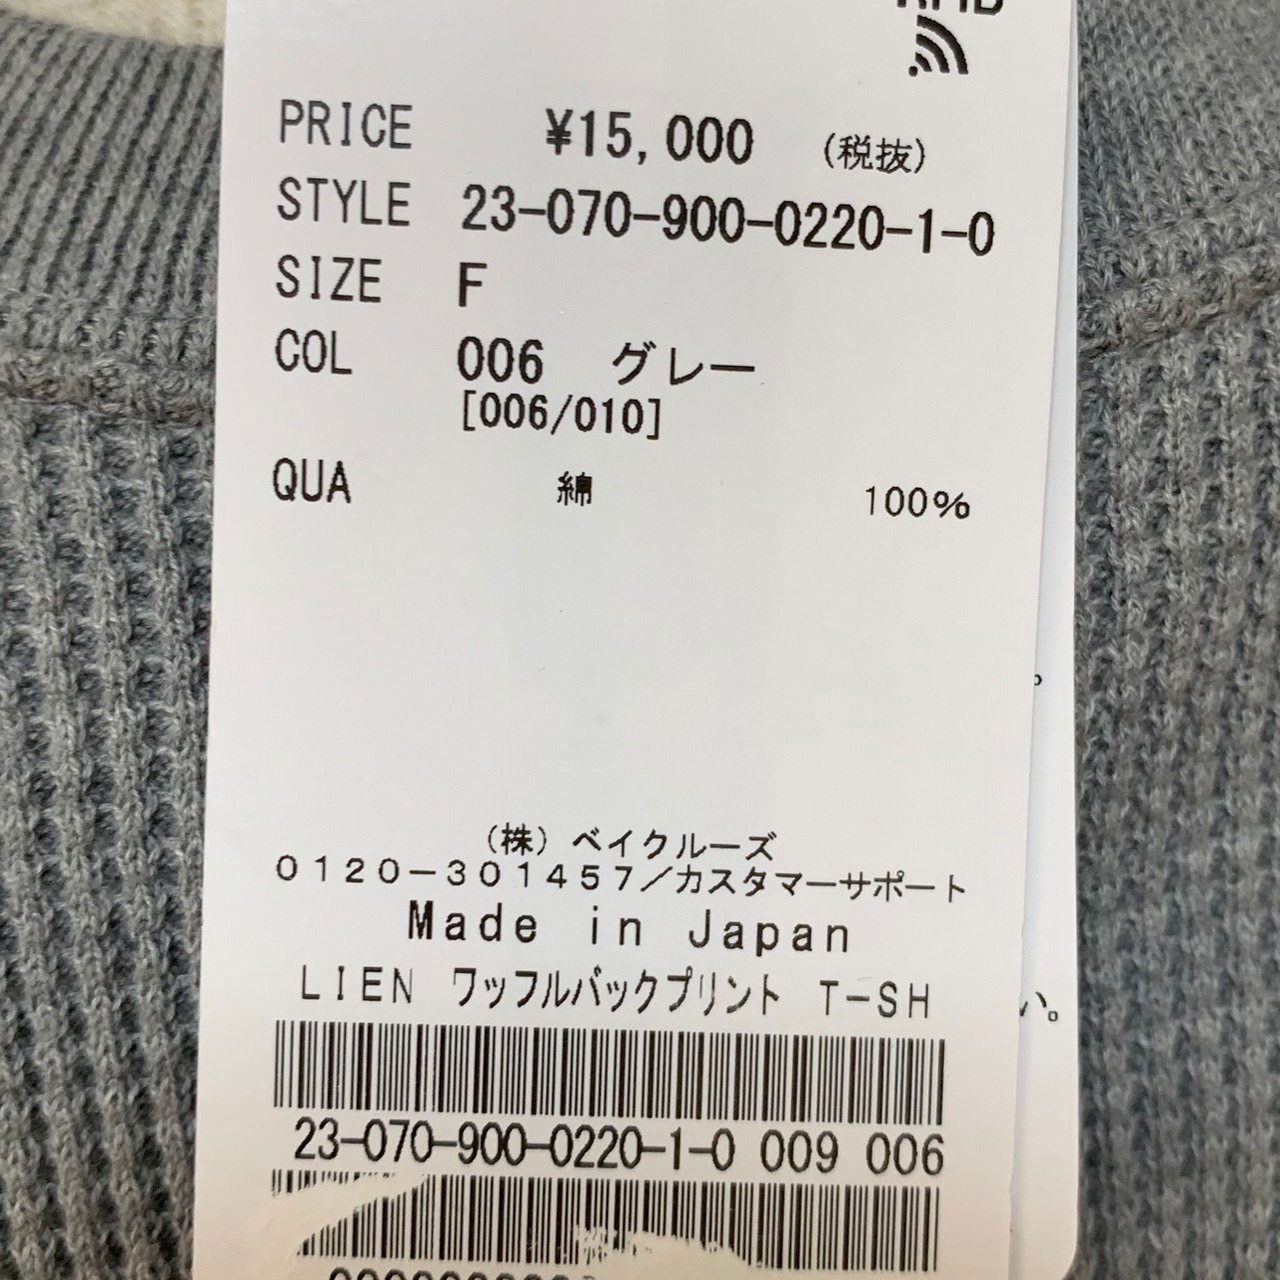 PRICE ¥15,000 (税抜)
STYLE 23-070-900-0220-1-0
SIZE F
COL 006 グレー
[006/010]
QUA 綿 100%
(株)ベイクルーズ
0120-301457/カスタマーサポート
Made in Japan
LIEN ワッフルバックプリント T-SH
い。
23-070-900-0220-1-0 009 006